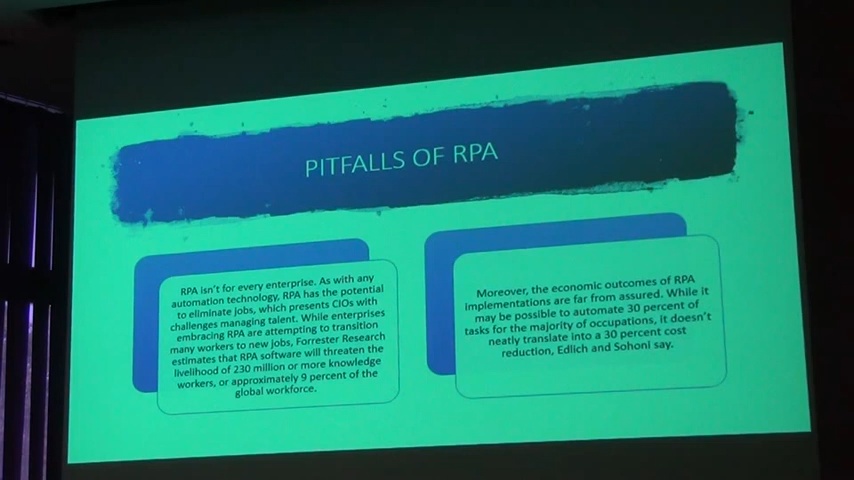 PITFALLS OF RPA
RPA isn't for every enterprise. As with any
automation technology, RPA has the potential
to eliminate jobs, which presents CIOs with
challenges managing talent. While enterprises
embracing RPA are attempting to transition
many workers to new jobs, Forrester Research
estimates that RPA software will threaten the
livelihood of 230 million or more knowledge
workers, or approximately 9 percent of the
global workforce.
Moreover, the economic outcomes of RPA
implementations are far from assured. While it
may be possible to automate 30 percent of
tasks for the majority of occupations, it doesn't
neatly translate into a 30 percent cost
reduction, Edlich and Sohoni say.